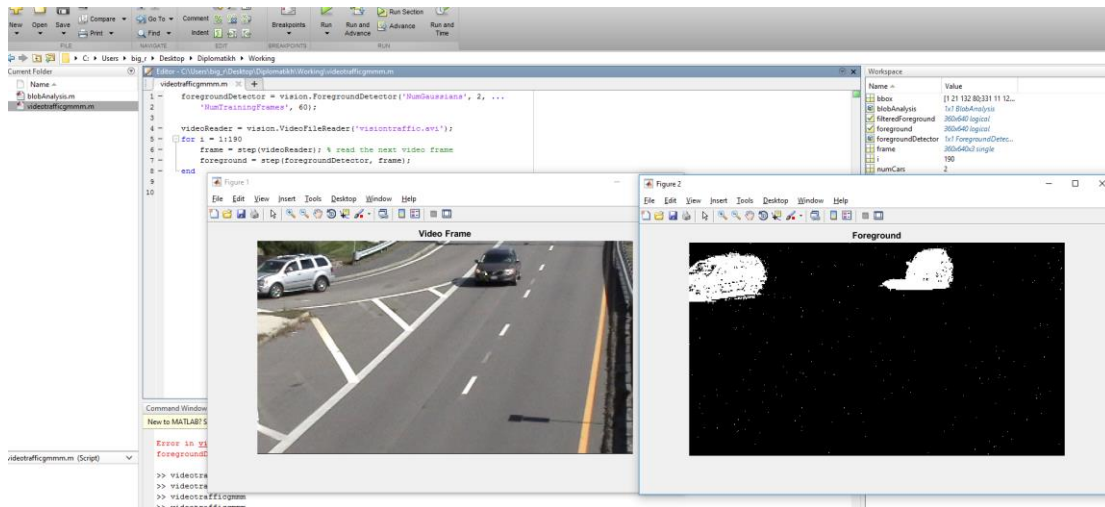 New Open Save Compare Print Go To Find Comment Indent Breakpoints Run Run and Advance Run Section Advance Run and Time
FILE NAVIGATE EDIT BREAKPOINTS RUN
C: Users big_r Desktop Diplomatikh Working
Current Folder
Name
blobAnalysis.m
videotrafficgmmm.m
Editor - C:\Users\big_r\Desktop\Diplomatikh\Working\videotrafficgmmm.m
videotrafficgmmm.m
1 foregroundDetector = vision.ForegroundDetector('NumGaussians', 2, ...
2 'NumTrainingFrames', 60);
3
4 videoReader = vision.VideoFileReader('visiontraffic.avi');
5 for i = 1:190
6 frame = step(videoReader); % read the next video frame
7 foreground = step(foregroundDetector, frame);
8 end
9
10
Workspace
Name Value
bbox [1 21 132 80;331 11 12...
blobAnalysis 1x1 BlobAnalysis
filteredForeground 360x640 logical
foreground 360x640 logical
foregroundDetector 1x1 ForegroundDetec...
frame 360x640x3 single
i 190
numCars 2
Figure 1
File Edit View Insert Tools Desktop Window Help
Video Frame
Figure 2
File Edit View Insert Tools Desktop Window Help
Foreground
Command Window
New to MATLAB? S
Error in vi
foregroundD
>> videotra
>> videotra
>> videotrafficgmmm
>> videotrafficgmmm
videotrafficgmmm.m (Script)